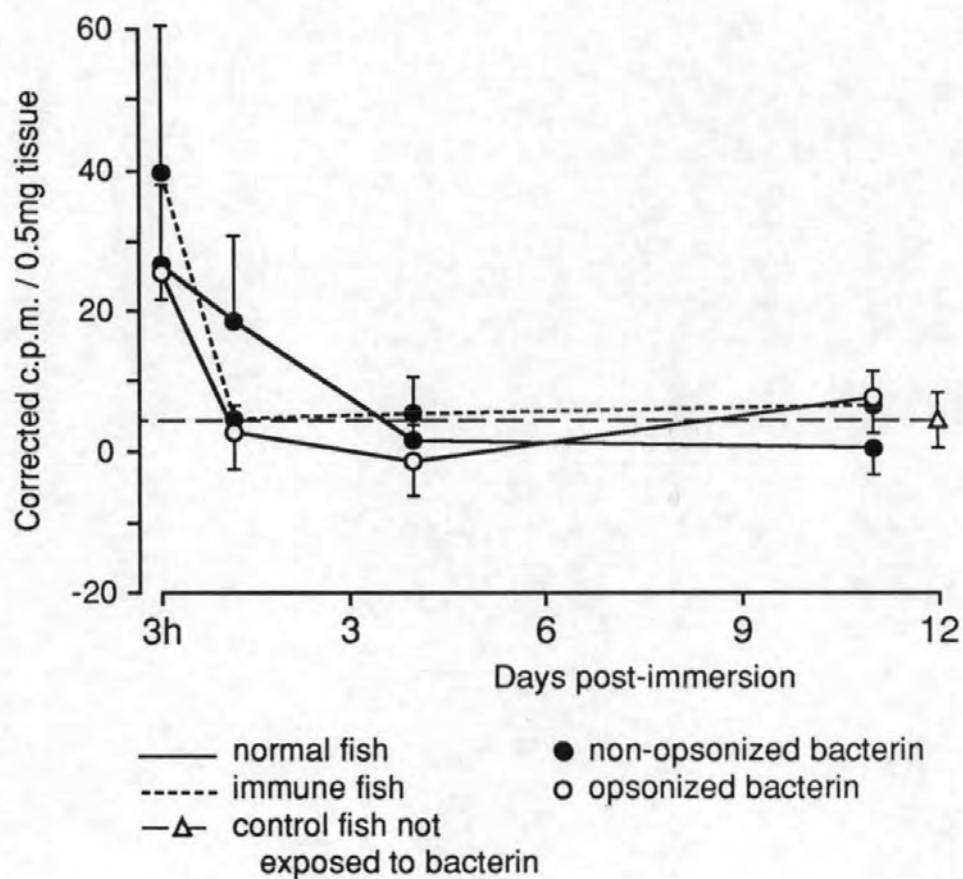 60
40
20
0
-20
Corrected c.p.m. / 0.5mg tissue
3h 3 6 9 12
Days post-immersion
normal fish
immune fish
control fish not
exposed to bacterin
non-opsonized bacterin
opsonized bacterin